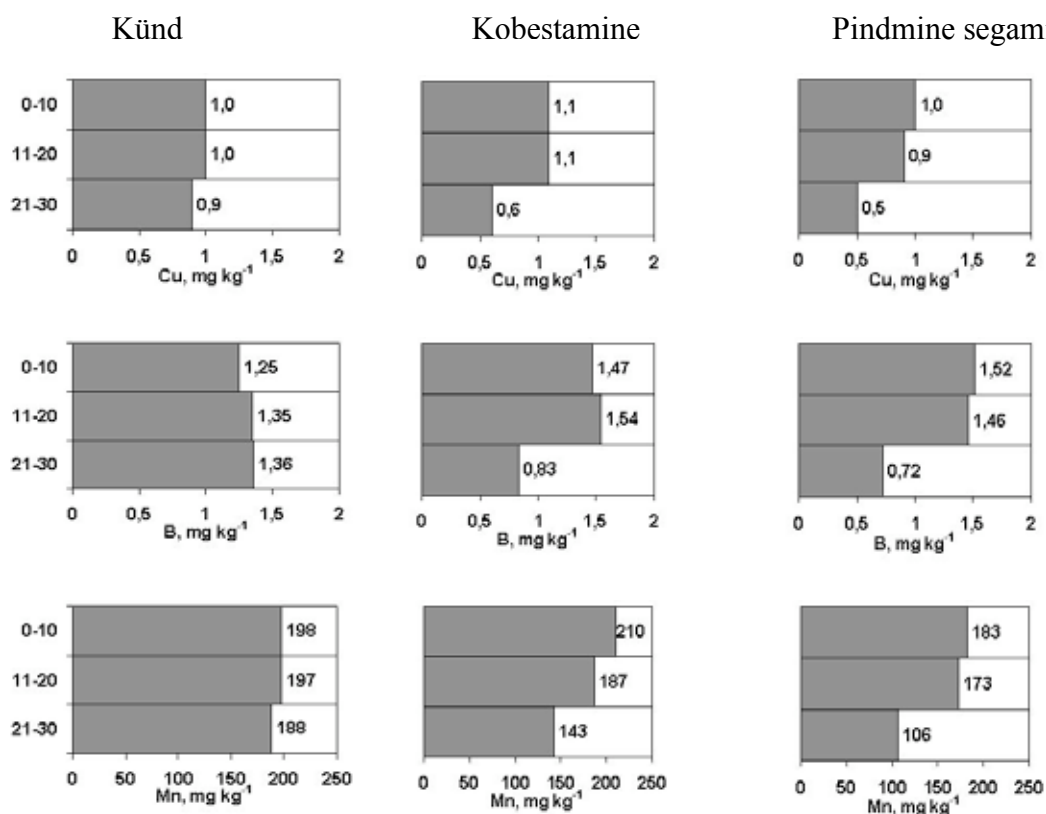 Künd Kobestamine Pindmine segam
0-10 1,0 1,1 1,0
11-20 1,0 1,1 0,9
21-30 0,9 0,6 0,5
0 0,5 1 1,5 2 0 0,5 1 1,5 2 0 0,5 1 1,5 2
Cu, mg kg⁻¹ Cu, mg kg⁻¹ Cu, mg kg⁻¹
0-10 1,25 1,47 1,52
11-20 1,35 1,54 1,46
21-30 1,36 0,83 0,72
0 0,5 1 1,5 2 0 0,5 1 1,5 2 0 0,5 1 1,5 2
B, mg kg⁻¹ B, mg kg⁻¹ B, mg kg⁻¹
0-10 198 210 183
11-20 197 187 173
21-30 188 143 106
0 50 100 150 200 250 0 50 100 150 200 250 0 50 100 150 200 250
Mn, mg kg⁻¹ Mn, mg kg⁻¹ Mn, mg kg⁻¹